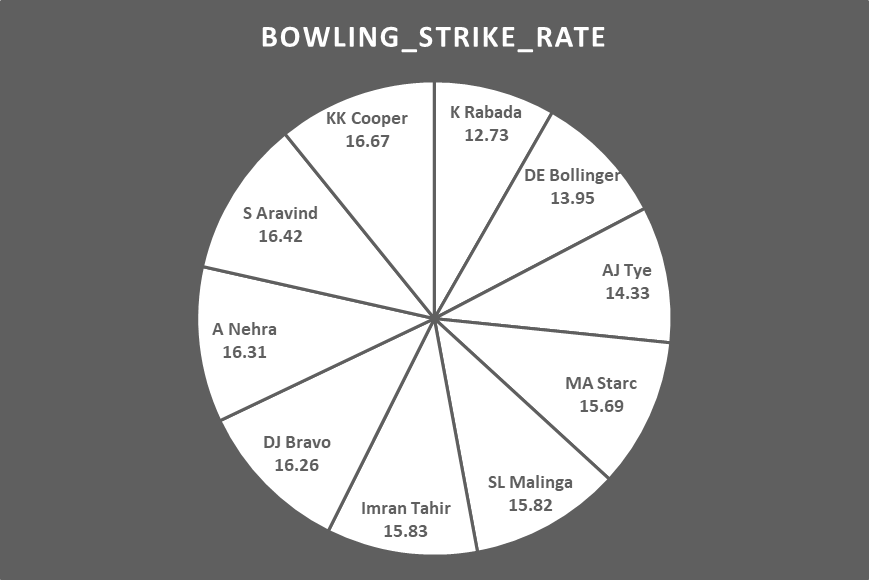 BOWLING_STRIKE_RATE
K Rabada
12.73
DE Bollinger
13.95
AJ Tye
14.33
MA Starc
15.69
SL Malinga
15.82
Imran Tahir
15.83
DJ Bravo
16.26
A Nehra
16.31
S Aravind
16.42
KK Cooper
16.67